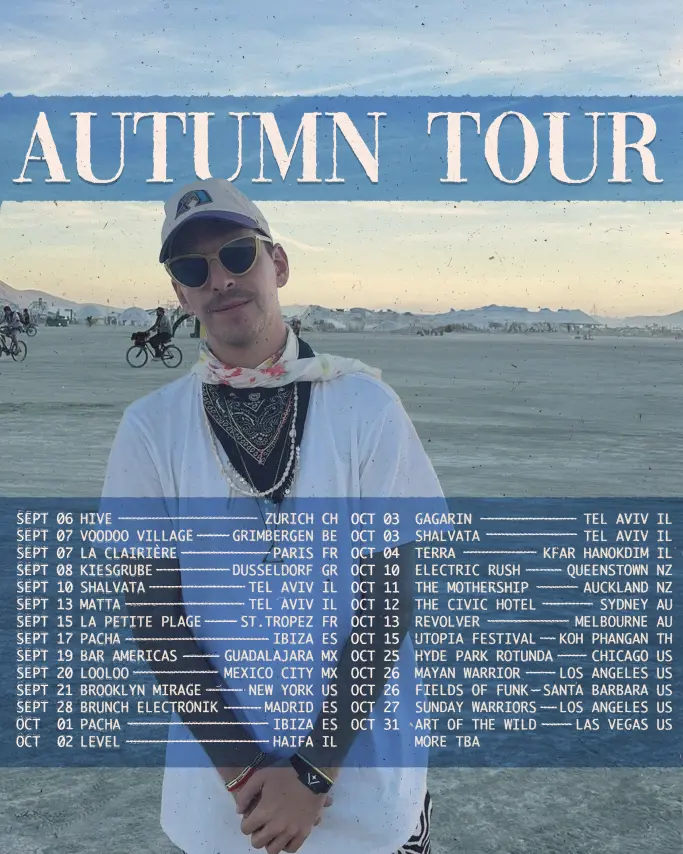 AUTUMN TOUR
SEPT 06 HIVE ZURICH CH
SEPT 07 VOODOO VILLAGE GRIMBERGEN BE
SEPT 07 LA CLAIRIÈRE PARIS FR
SEPT 08 KIESGRUBE DUSSELDORF GR
SEPT 10 SHALVATA TEL AVIV IL
SEPT 13 MATTA TEL AVIV IL
SEPT 15 LA PETITE PLAGE ST.TROPEZ FR
SEPT 17 PACHA IBIZA ES
SEPT 19 BAR AMERICAS GUADALAJARA MX
SEPT 20 LOOLOO MEXICO CITY MX
SEPT 21 BROOKLYN MIRAGE NEW YORK US
SEPT 28 BRUNCH ELECTRONIK MADRID ES
OCT 01 PACHA IBIZA ES
OCT 02 LEVEL HAIFA IL
OCT 03 GAGARIN TEL AVIV IL
OCT 03 SHALVATA TEL AVIV IL
OCT 04 TERRA KFAR HANOKDIM IL
OCT 10 ELECTRIC RUSH QUEENSTOWN NZ
OCT 11 THE MOTHERSHIP AUCKLAND NZ
OCT 12 THE CIVIC HOTEL SYDNEY AU
OCT 13 REVOLVER MELBOURNE AU
OCT 15 UTOPIA FESTIVAL KOH PHANGAN TH
OCT 25 HYDE PARK ROTUNDA CHICAGO US
OCT 26 MAYAN WARRIOR LOS ANGELES US
OCT 26 FIELDS OF FUNK SANTA BARBARA US
OCT 27 SUNDAY WARRIORS LOS ANGELES US
OCT 31 ART OF THE WILD LAS VEGAS US
MORE TBA